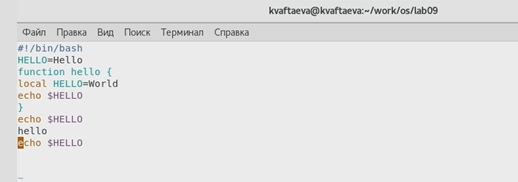 kvaftaeva@kvaftaeva:~/work/os/lab09
Файл Правка Вид Поиск Терминал Справка
#!/bin/bash
HELLO=Hello
function hello {
local HELLO=World
echo $HELLO
}
echo $HELLO
hello
echo $HELLO
~